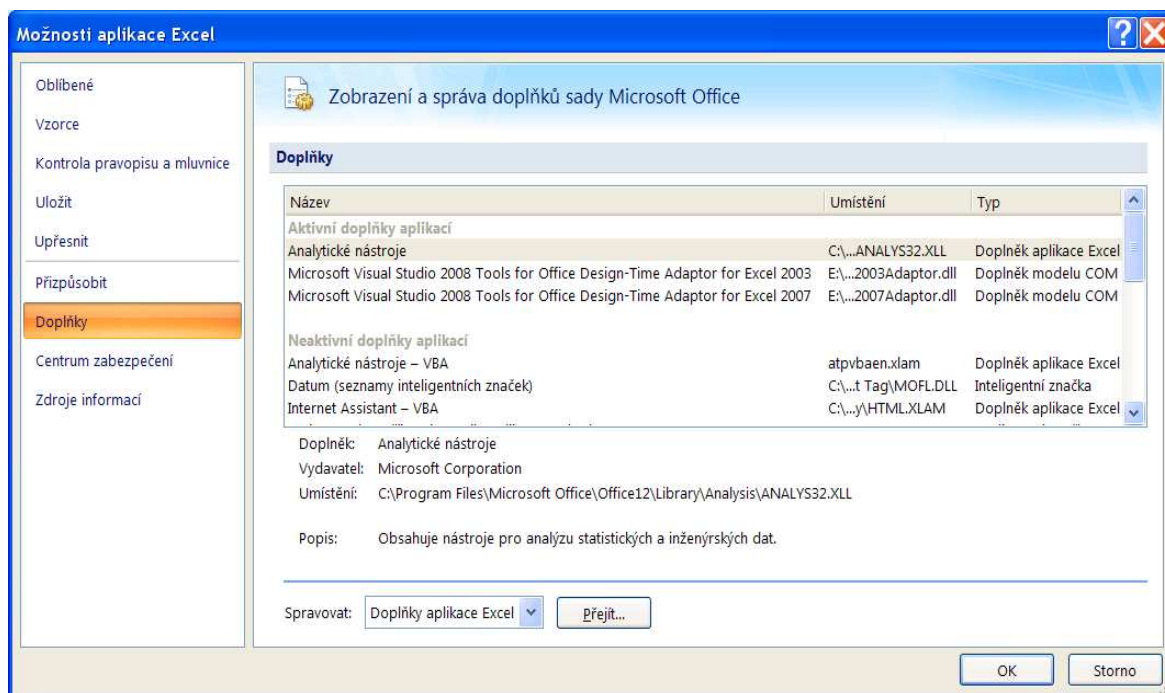 Možnosti aplikace Excel
Oblíbené
Vzorce
Kontrola pravopisu a mluvnice
Uložit
Upřesnit
Přizpůsobit
Doplňky
Centrum zabezpečení
Zdroje informací
Zobrazení a správa doplňků sady Microsoft Office
Doplňky
Název Umístění Typ
Aktivní doplňky aplikací
Analytické nástroje C:\...ANALYS32.XLL Doplněk aplikace Excel
Microsoft Visual Studio 2008 Tools for Office Design-Time Adaptor for Excel 2003 E:\...2003Adaptor.dll Doplněk modelu COM
Microsoft Visual Studio 2008 Tools for Office Design-Time Adaptor for Excel 2007 E:\...2007Adaptor.dll Doplněk modelu COM
Neaktivní doplňky aplikací
Analytické nástroje – VBA atpvbaen.xlam Doplněk aplikace Excel
Datum (seznamy inteligentních značek) C:\...t Tag\MOFL.DLL Inteligentní značka
Internet Assistant – VBA C:\...y\HTML.XLAM Doplněk aplikace Excel
Doplněk: Analytické nástroje
Vydavatel: Microsoft Corporation
Umístění: C:\Program Files\Microsoft Office\Office12\Library\Analysis\ANALYS32.XLL
Popis: Obsahuje nástroje pro analýzu statistických a inženýrských dat.
Spravovat: Doplňky aplikace Excel Přejít...
OK Storno